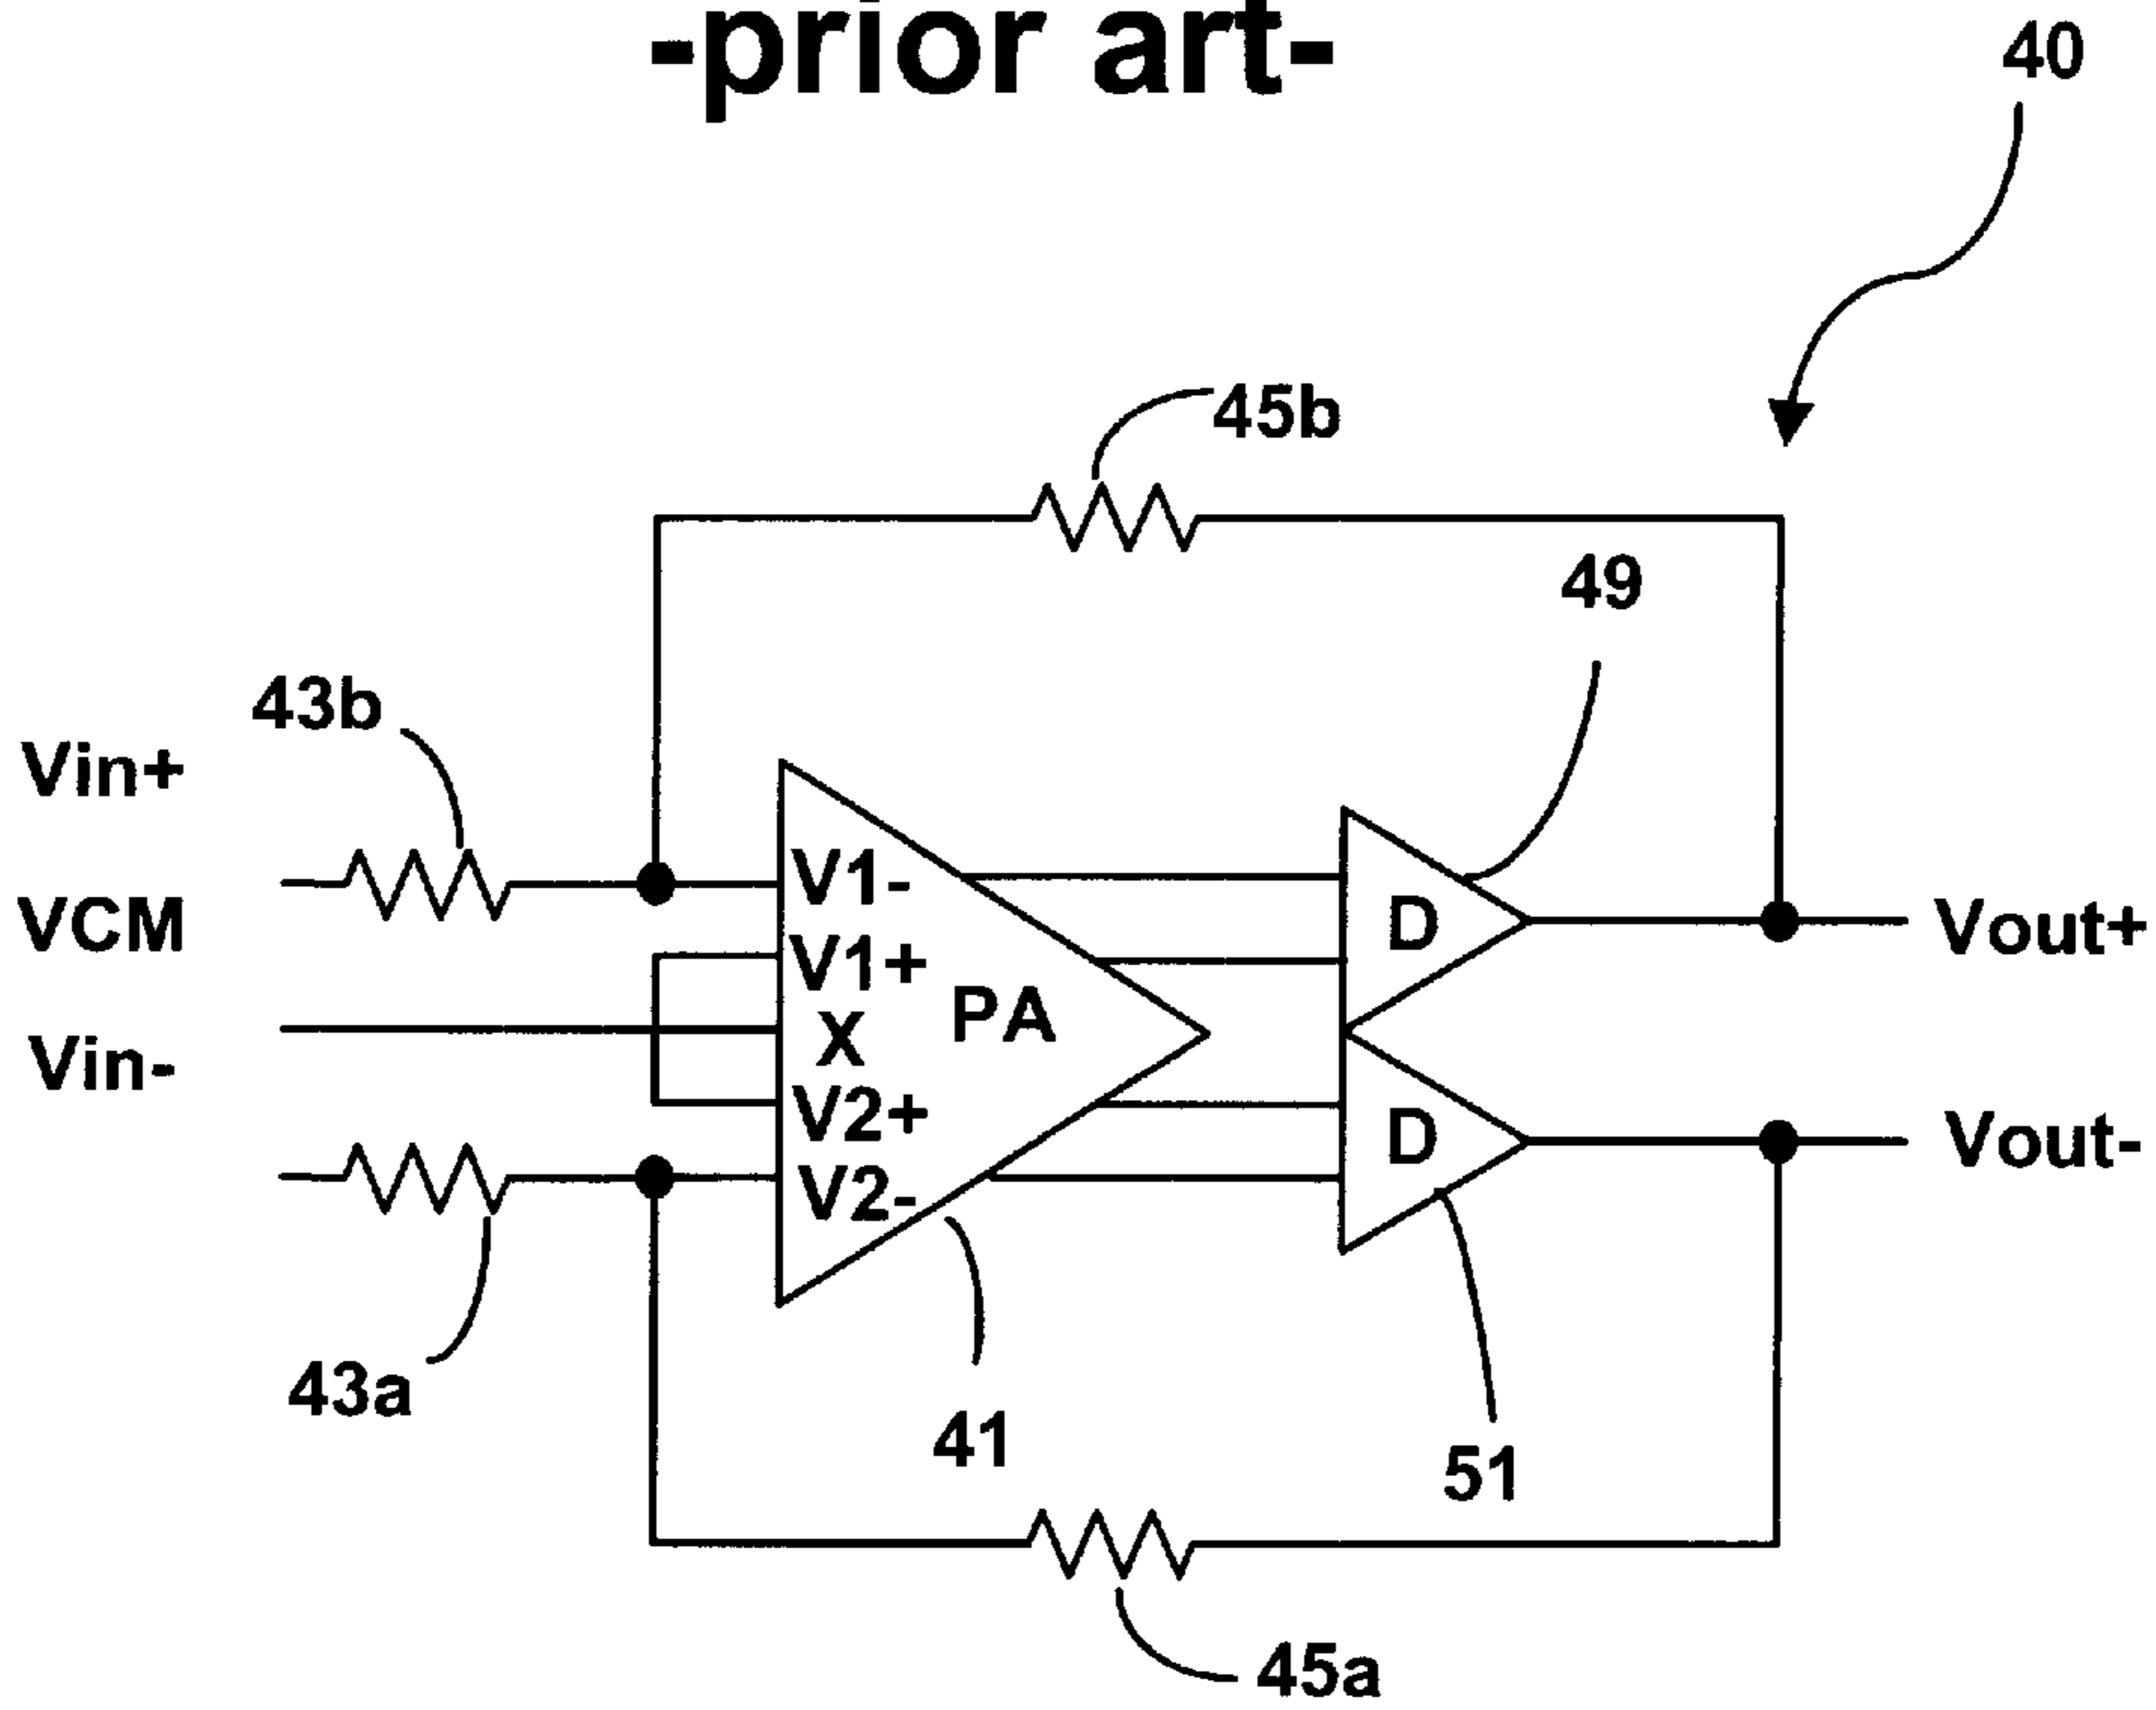 -prior art-
40
45b
49
43b
Vin+
V1-
D
VCM
Vout+
V1+
PA
X
Vin-
V2+
D
Vout-
V2-
43a
41
51
45a